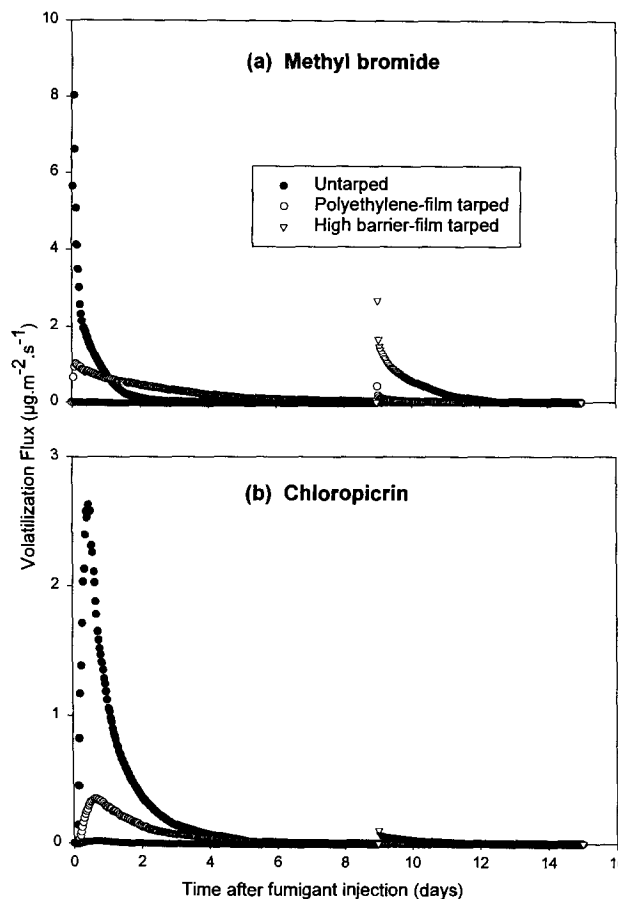 10
(a) Methyl bromide
8
Untarped
Polyethylene-film tarped
High barrier-film tarped
6
4
2
0
Volatilization Flux (µg.m-2.s-1)
3
(b) Chloropicrin
2
1
0
0 2 4 6 8 10 12 14 16
Time after fumigant injection (days)